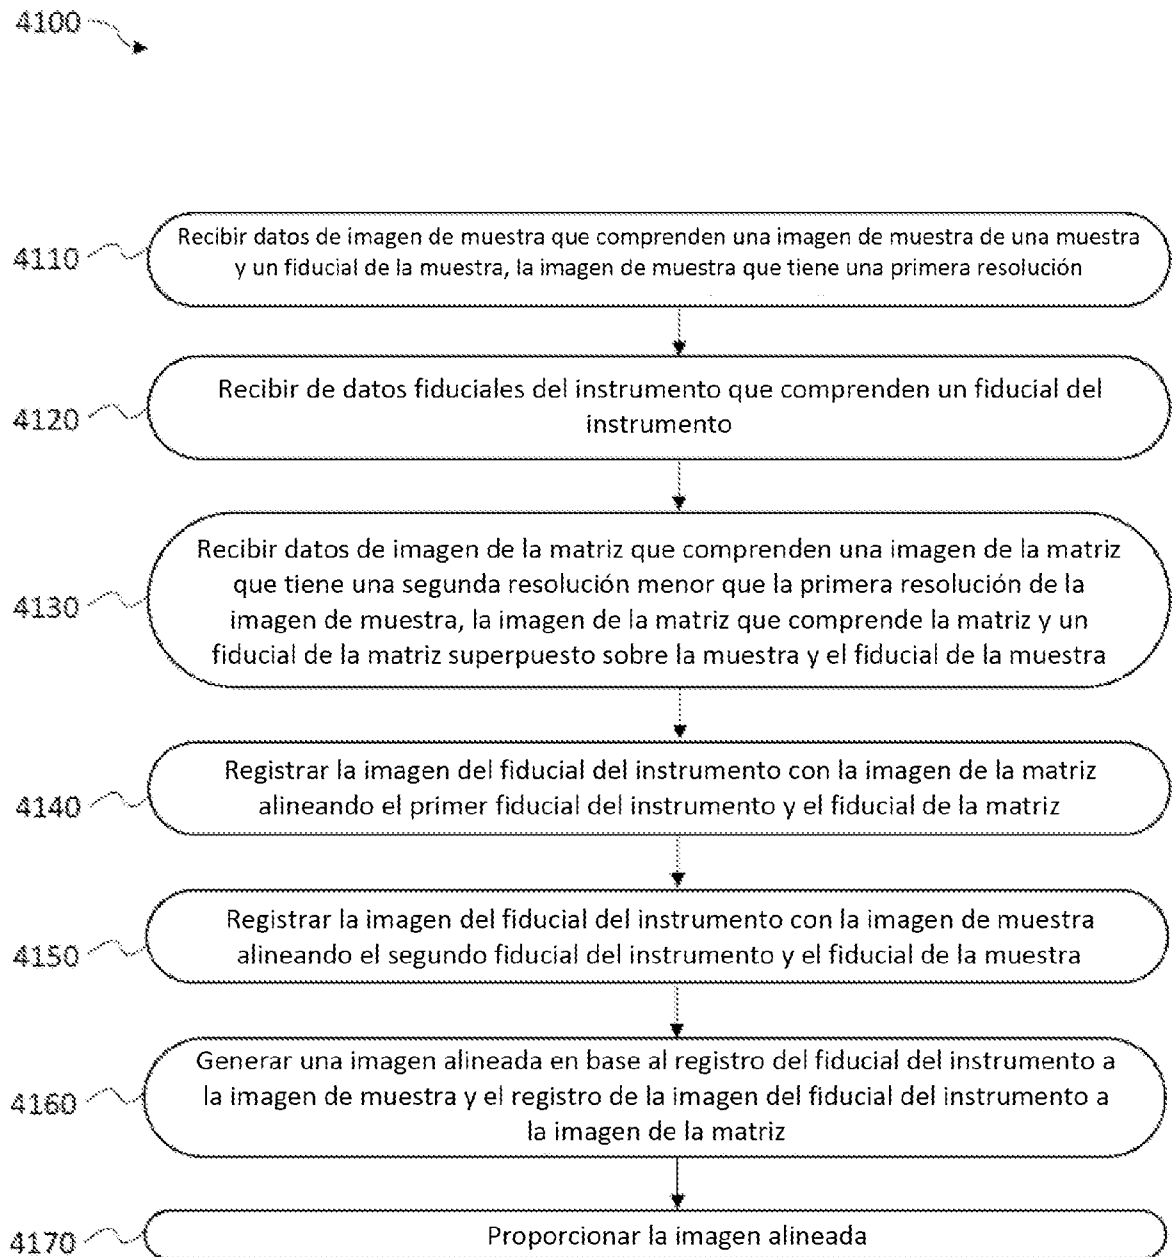 4100
4110
Recibir datos de imagen de muestra que comprenden una imagen de muestra de una muestra
y un fiducial de la muestra, la imagen de muestra que tiene una primera resolución
4120
Recibir de datos fiduciales del instrumento que comprenden un fiducial del
instrumento
4130
Recibir datos de imagen de la matriz que comprenden una imagen de la matriz
que tiene una segunda resolución menor que la primera resolución de la
imagen de muestra, la imagen de la matriz que comprende la matriz y un
fiducial de la matriz superpuesto sobre la muestra y el fiducial de la muestra
4140
Registrar la imagen del fiducial del instrumento con la imagen de la matriz
alineando el primer fiducial del instrumento y el fiducial de la matriz
4150
Registrar la imagen del fiducial del instrumento con la imagen de muestra
alineando el segundo fiducial del instrumento y el fiducial de la muestra
4160
Generar una imagen alineada en base al registro del fiducial del instrumento a
la imagen de muestra y el registro de la imagen del fiducial del instrumento a
la imagen de la matriz
4170
Proporcionar la imagen alineada